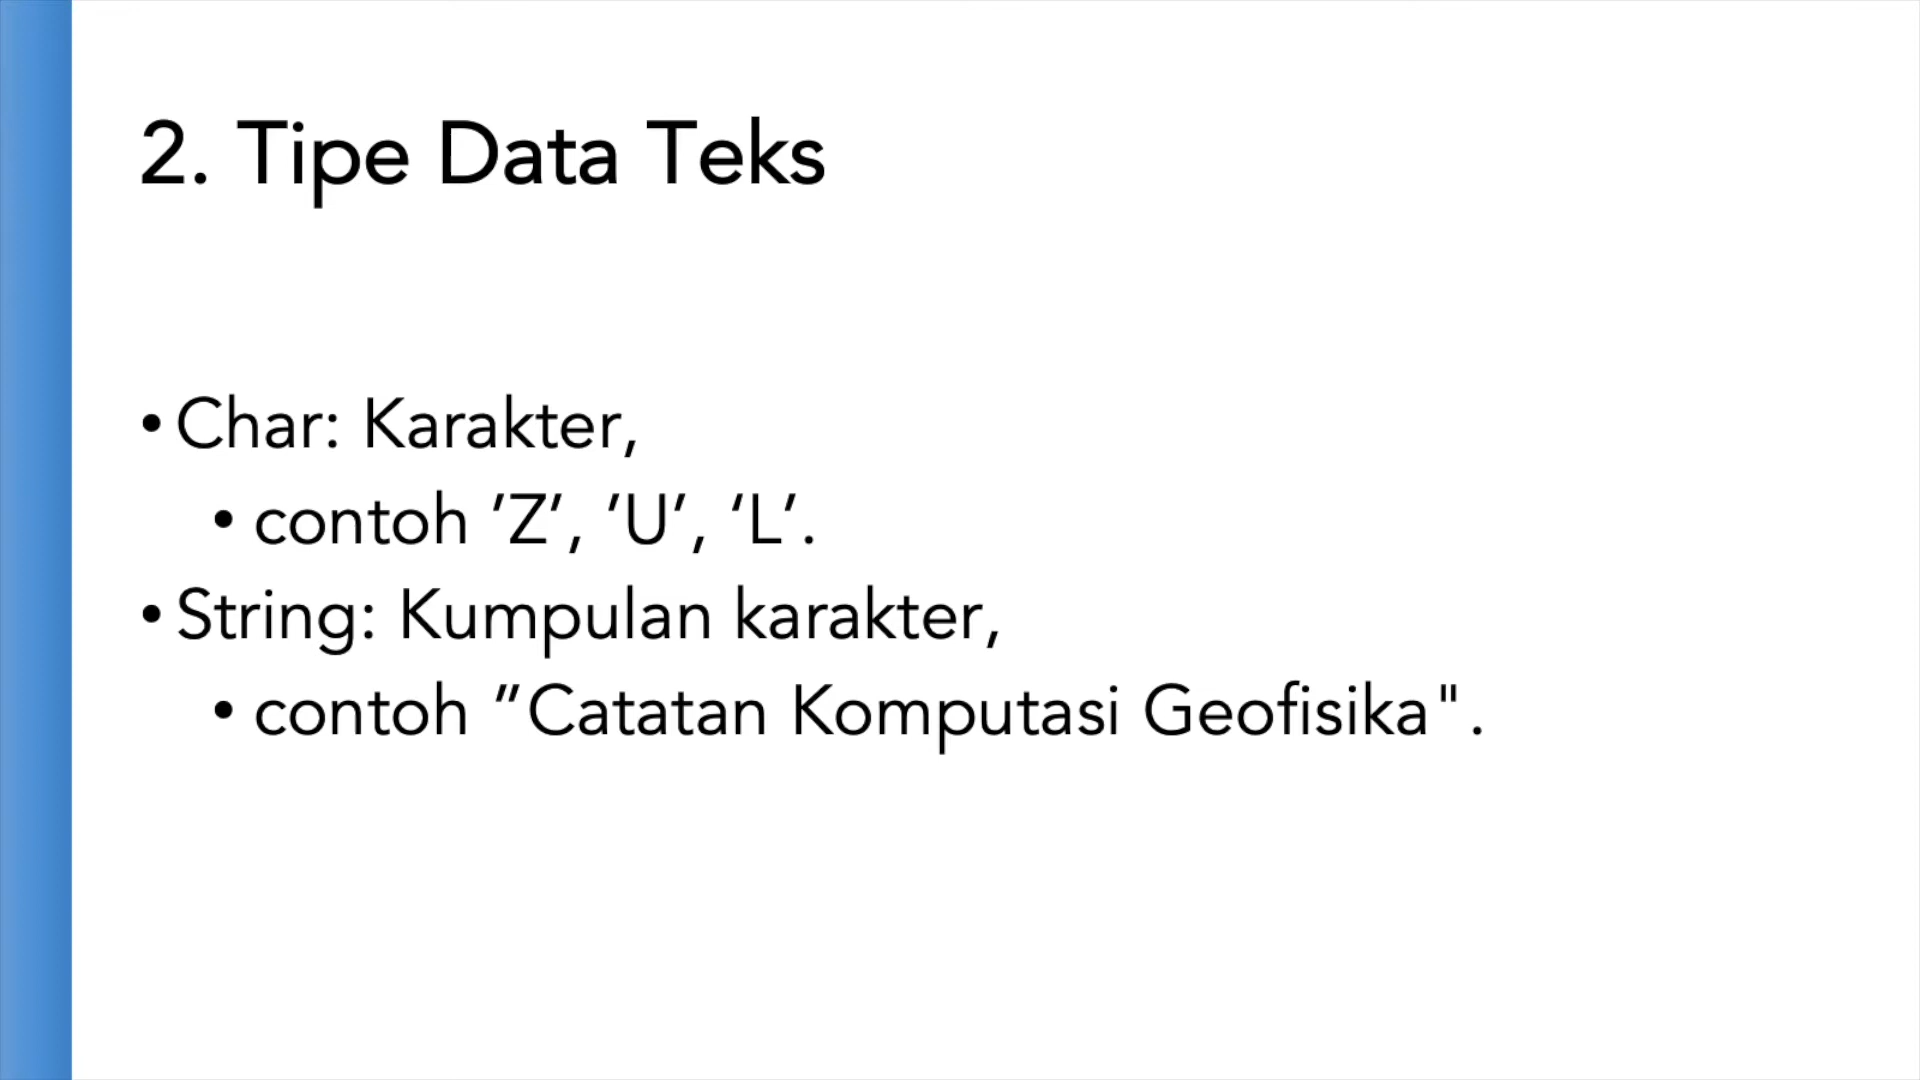 2. Tipe Data Teks
• Char: Karakter,
• contoh ’Z’, ‘U’, ‘L’.
• String: Kumpulan karakter,
• contoh ”Catatan Komputasi Geofisika".